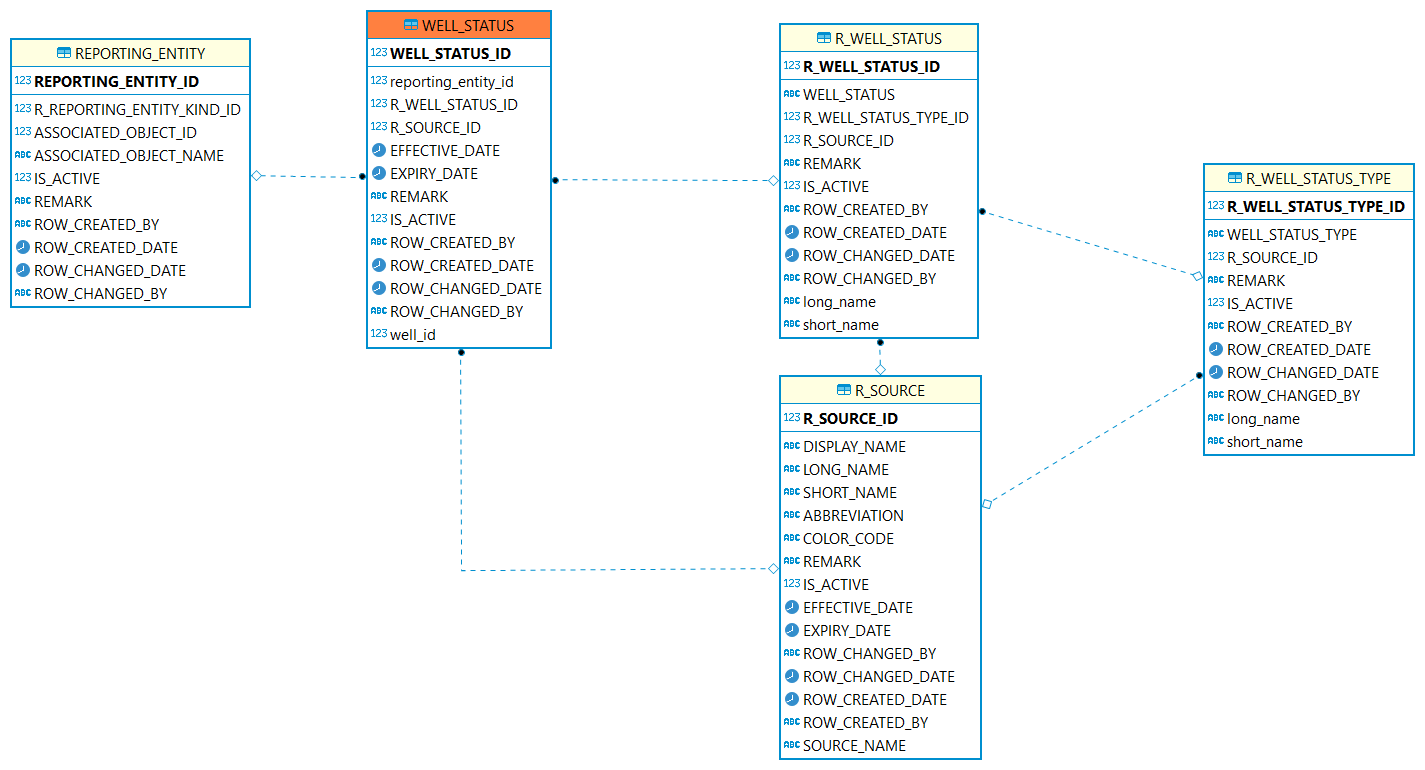 REPORTING_ENTITY
123 REPORTING_ENTITY_ID
123 R_REPORTING_ENTITY_KIND_ID
123 ASSOCIATED_OBJECT_ID
ABC ASSOCIATED_OBJECT_NAME
123 IS_ACTIVE
ABC REMARK
ABC ROW_CREATED_BY
ROW_CREATED_DATE
ROW_CHANGED_DATE
ABC ROW_CHANGED_BY
WELL_STATUS
123 WELL_STATUS_ID
123 reporting_entity_id
123 R_WELL_STATUS_ID
123 R_SOURCE_ID
EFFECTIVE_DATE
EXPIRY_DATE
ABC REMARK
123 IS_ACTIVE
ABC ROW_CREATED_BY
ROW_CREATED_DATE
ROW_CHANGED_DATE
ABC ROW_CHANGED_BY
123 well_id
R_WELL_STATUS
123 R_WELL_STATUS_ID
ABC WELL_STATUS
123 R_WELL_STATUS_TYPE_ID
123 R_SOURCE_ID
ABC REMARK
123 IS_ACTIVE
ABC ROW_CREATED_BY
ROW_CREATED_DATE
ROW_CHANGED_DATE
ABC ROW_CHANGED_BY
ABC long_name
ABC short_name
R_SOURCE
123 R_SOURCE_ID
ABC DISPLAY_NAME
ABC LONG_NAME
ABC SHORT_NAME
ABC ABBREVIATION
ABC COLOR_CODE
ABC REMARK
123 IS_ACTIVE
EFFECTIVE_DATE
EXPIRY_DATE
ABC ROW_CHANGED_BY
ROW_CHANGED_DATE
ROW_CREATED_DATE
ABC ROW_CREATED_BY
ABC SOURCE_NAME
R_WELL_STATUS_TYPE
123 R_WELL_STATUS_TYPE_ID
ABC WELL_STATUS_TYPE
123 R_SOURCE_ID
ABC REMARK
123 IS_ACTIVE
ABC ROW_CREATED_BY
ROW_CREATED_DATE
ROW_CHANGED_DATE
ABC ROW_CHANGED_BY
ABC long_name
ABC short_name